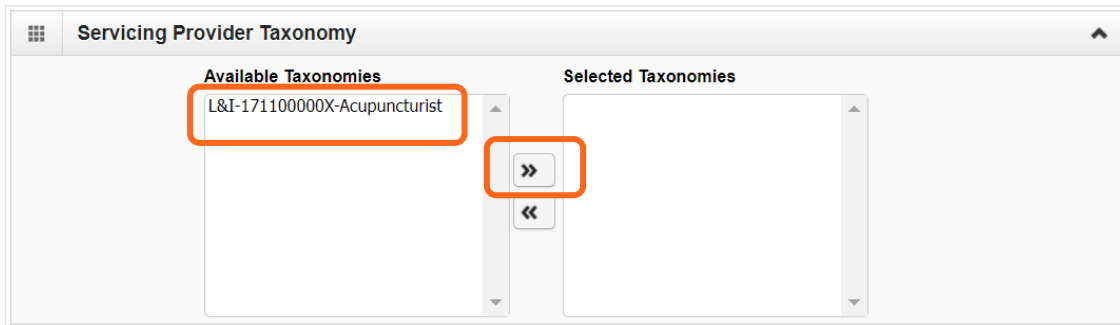 Servicing Provider Taxonomy
Available Taxonomies
Selected Taxonomies
L&I-171100000X-Acupuncturist